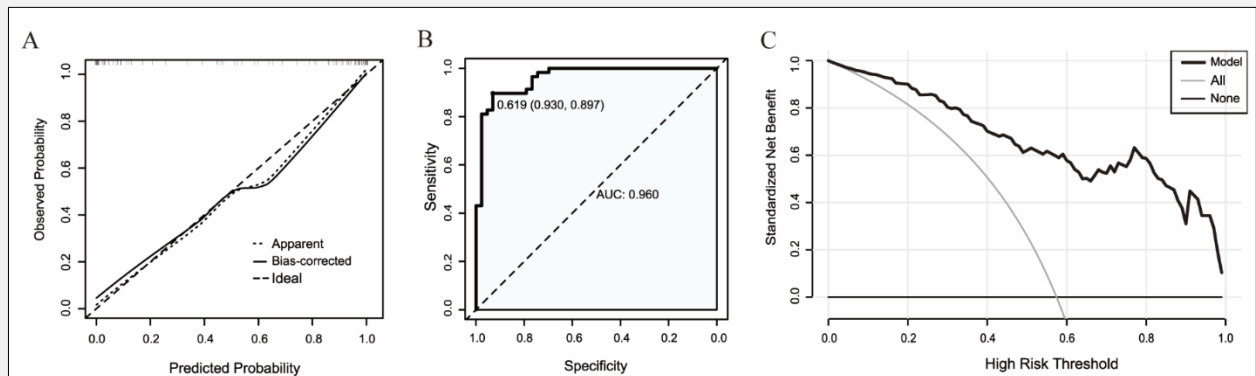 A
Observed Probability
1.0
0.8
0.6
0.4
0.2
0.0
Apparent
Bias-corrected
Ideal
0.0 0.2 0.4 0.6 0.8 1.0
Predicted Probability
B
Sensitivity
1.0
0.8
0.6
0.4
0.2
0.0
0.619 (0.930, 0.897)
AUC: 0.960
1.0 0.8 0.6 0.4 0.2 0.0
Specificity
C
Standardized Net Benefit
1.0
0.8
0.6
0.4
0.2
0.0
Model
All
None
0.0 0.2 0.4 0.6 0.8 1.0
High Risk Threshold